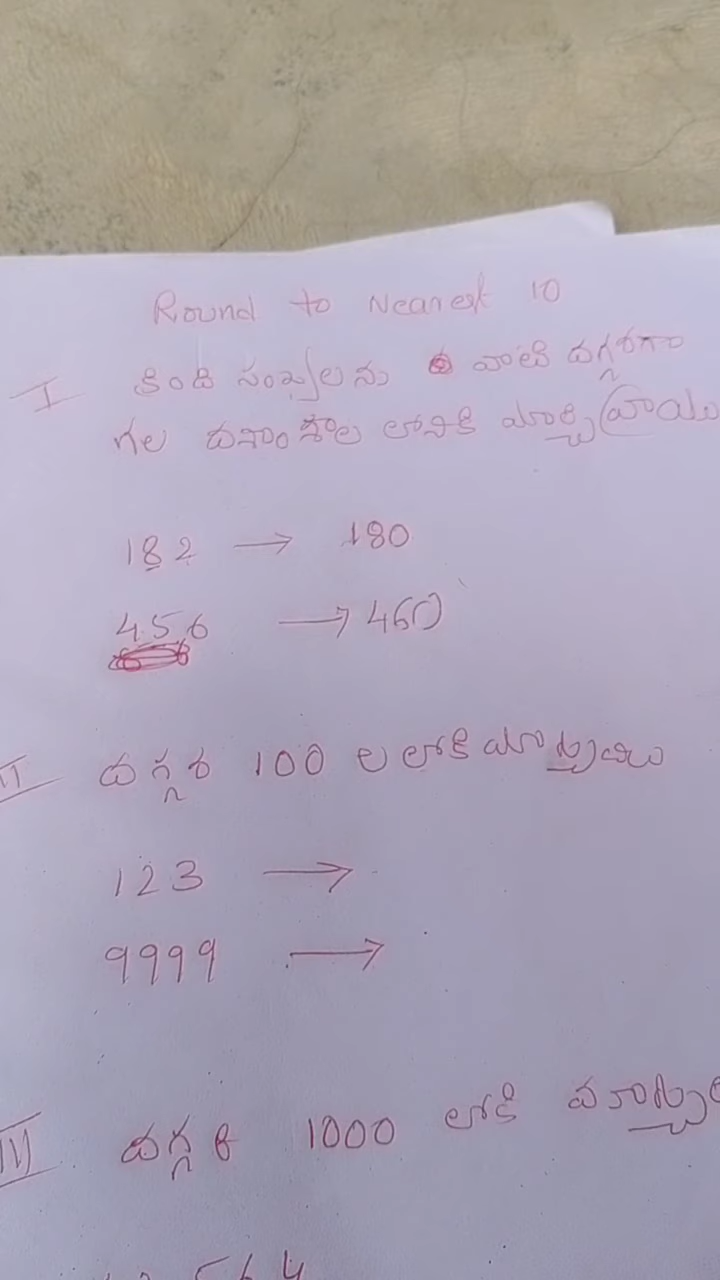 Round to Nearest 10
I కింది సంఖ్యలను వాటి దగ్గరగా
గల దశాంశాల లోనికి మార్చి వ్రాయు
182 → 180
456 → 460
II దగ్గర 100 ల లోకి మార్చుము
123 →
9999 →
III దగ్గర 1000 లోకి మార్చు
564